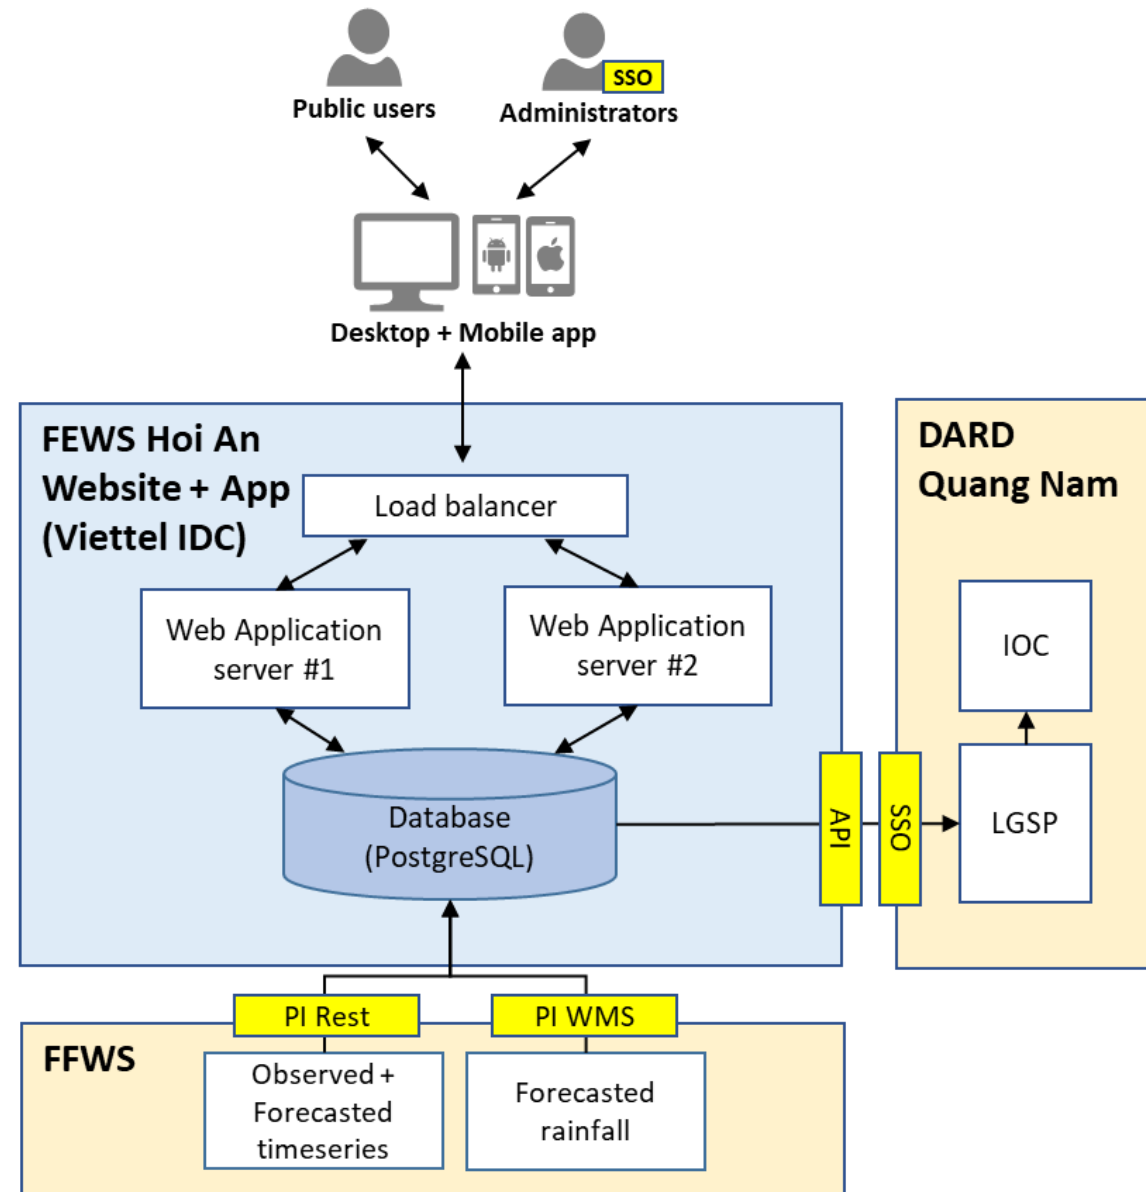 Public users
SSO
Administrators
Desktop + Mobile app
FEWS Hoi An
Website + App
(Viettel IDC)
Load balancer
Web Application
server #1
Web Application
server #2
Database
(PostgreSQL)
API
SSO
DARD
Quang Nam
IOC
LGSP
PI Rest
PI WMS
FFWS
Observed +
Forecasted
timeseries
Forecasted
rainfall